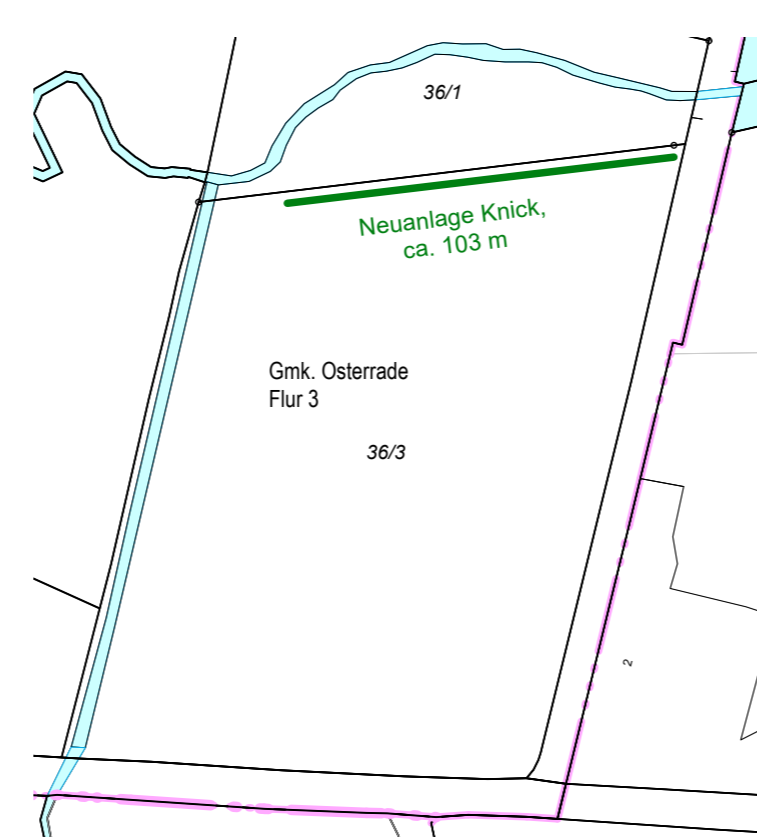 36/1
Neuanlage Knick,
ca. 103 m
Gmk. Osterrade
Flur 3
36/3
2